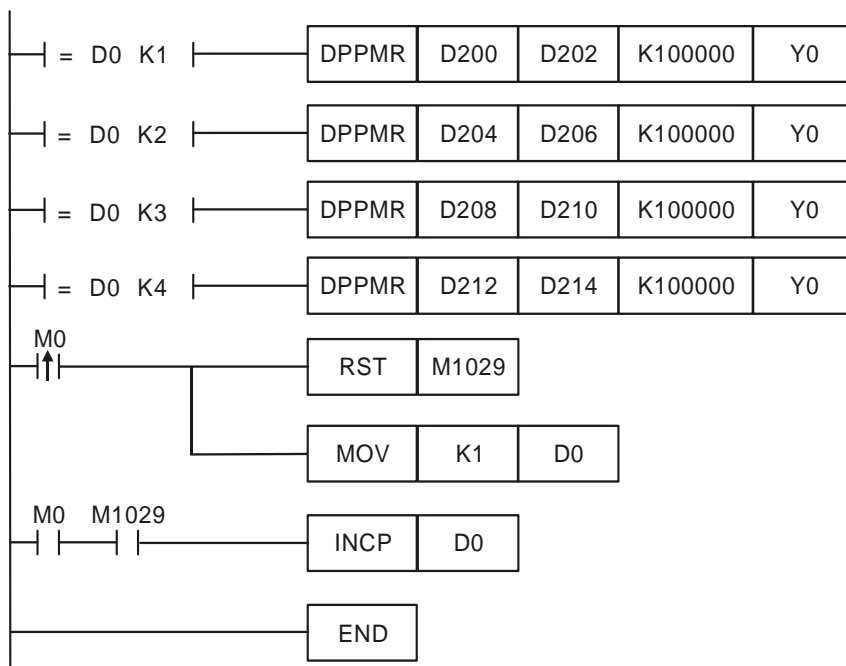 = D0 K1 DPPMR D200 D202 K100000 Y0
= D0 K2 DPPMR D204 D206 K100000 Y0
= D0 K3 DPPMR D208 D210 K100000 Y0
= D0 K4 DPPMR D212 D214 K100000 Y0
M0
RST M1029
MOV K1 D0
M0 M1029
INCP D0
END